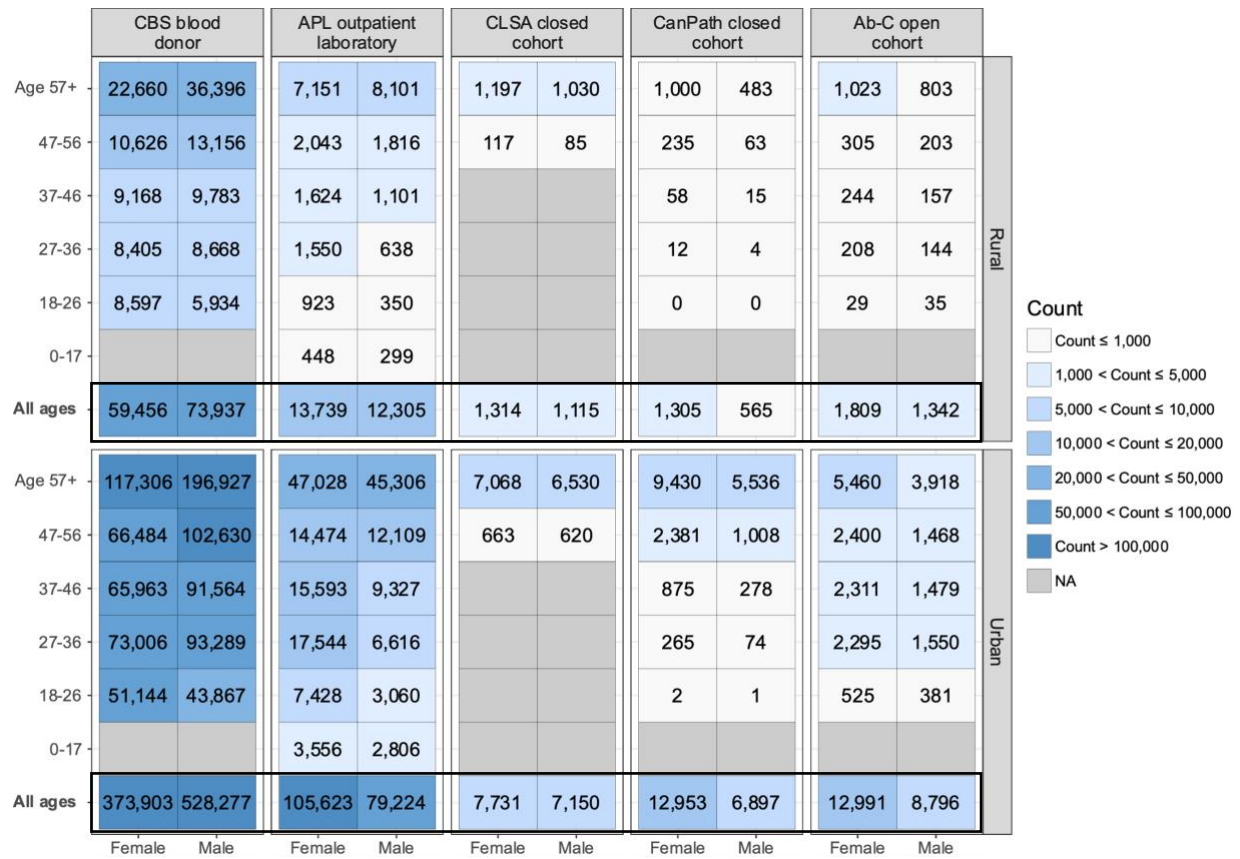 CBS blood donor APL outpatient laboratory CLSA closed cohort CanPath closed cohort Ab-C open cohort
Age 57+ 22,660 36,396 7,151 8,101 1,197 1,030 1,000 483 1,023 803
47-56 10,626 13,156 2,043 1,816 117 85 235 63 305 203
37-46 9,168 9,783 1,624 1,101 58 15 244 157
27-36 8,405 8,668 1,550 638 12 4 208 144
18-26 8,597 5,934 923 350 0 0 29 35
0-17 448 299
All ages 59,456 73,937 13,739 12,305 1,314 1,115 1,305 565 1,809 1,342
Rural
Age 57+ 117,306 196,927 47,028 45,306 7,068 6,530 9,430 5,536 5,460 3,918
47-56 66,484 102,630 14,474 12,109 663 620 2,381 1,008 2,400 1,468
37-46 65,963 91,564 15,593 9,327 875 278 2,311 1,479
27-36 73,006 93,289 17,544 6,616 265 74 2,295 1,550
18-26 51,144 43,867 7,428 3,060 2 1 525 381
0-17 3,556 2,806
All ages 373,903 528,277 105,623 79,224 7,731 7,150 12,953 6,897 12,991 8,796
Urban
Female Male Female Male Female Male Female Male Female Male
Count
Count ≤ 1,000
1,000 < Count ≤ 5,000
5,000 < Count ≤ 10,000
10,000 < Count ≤ 20,000
20,000 < Count ≤ 50,000
50,000 < Count ≤ 100,000
Count > 100,000
NA